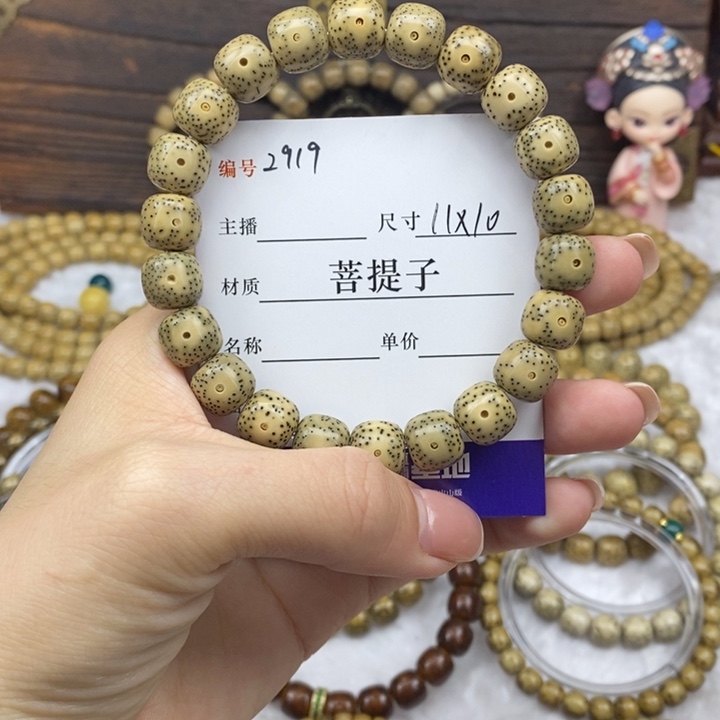 编号 2919
主播 尺寸 11X10
材质 菩提子
名称 单价